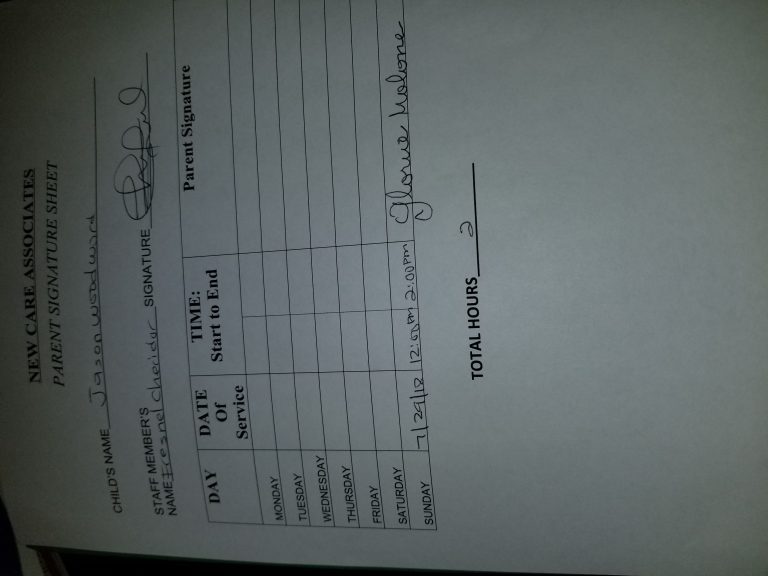 NEW CARE ASSOCIATES
PARENT SIGNATURE SHEET
CHILD'S NAME Jason woodward
STAFF MEMBER'S
NAME Fresnel cheridor SIGNATURE
DAY DATE Of Service TIME: Start to End Parent Signature
MONDAY
TUESDAY
WEDNESDAY
THURSDAY
FRIDAY
SATURDAY
SUNDAY 7/29/18 12:00pm 2:00pm Malone
TOTAL HOURS 2